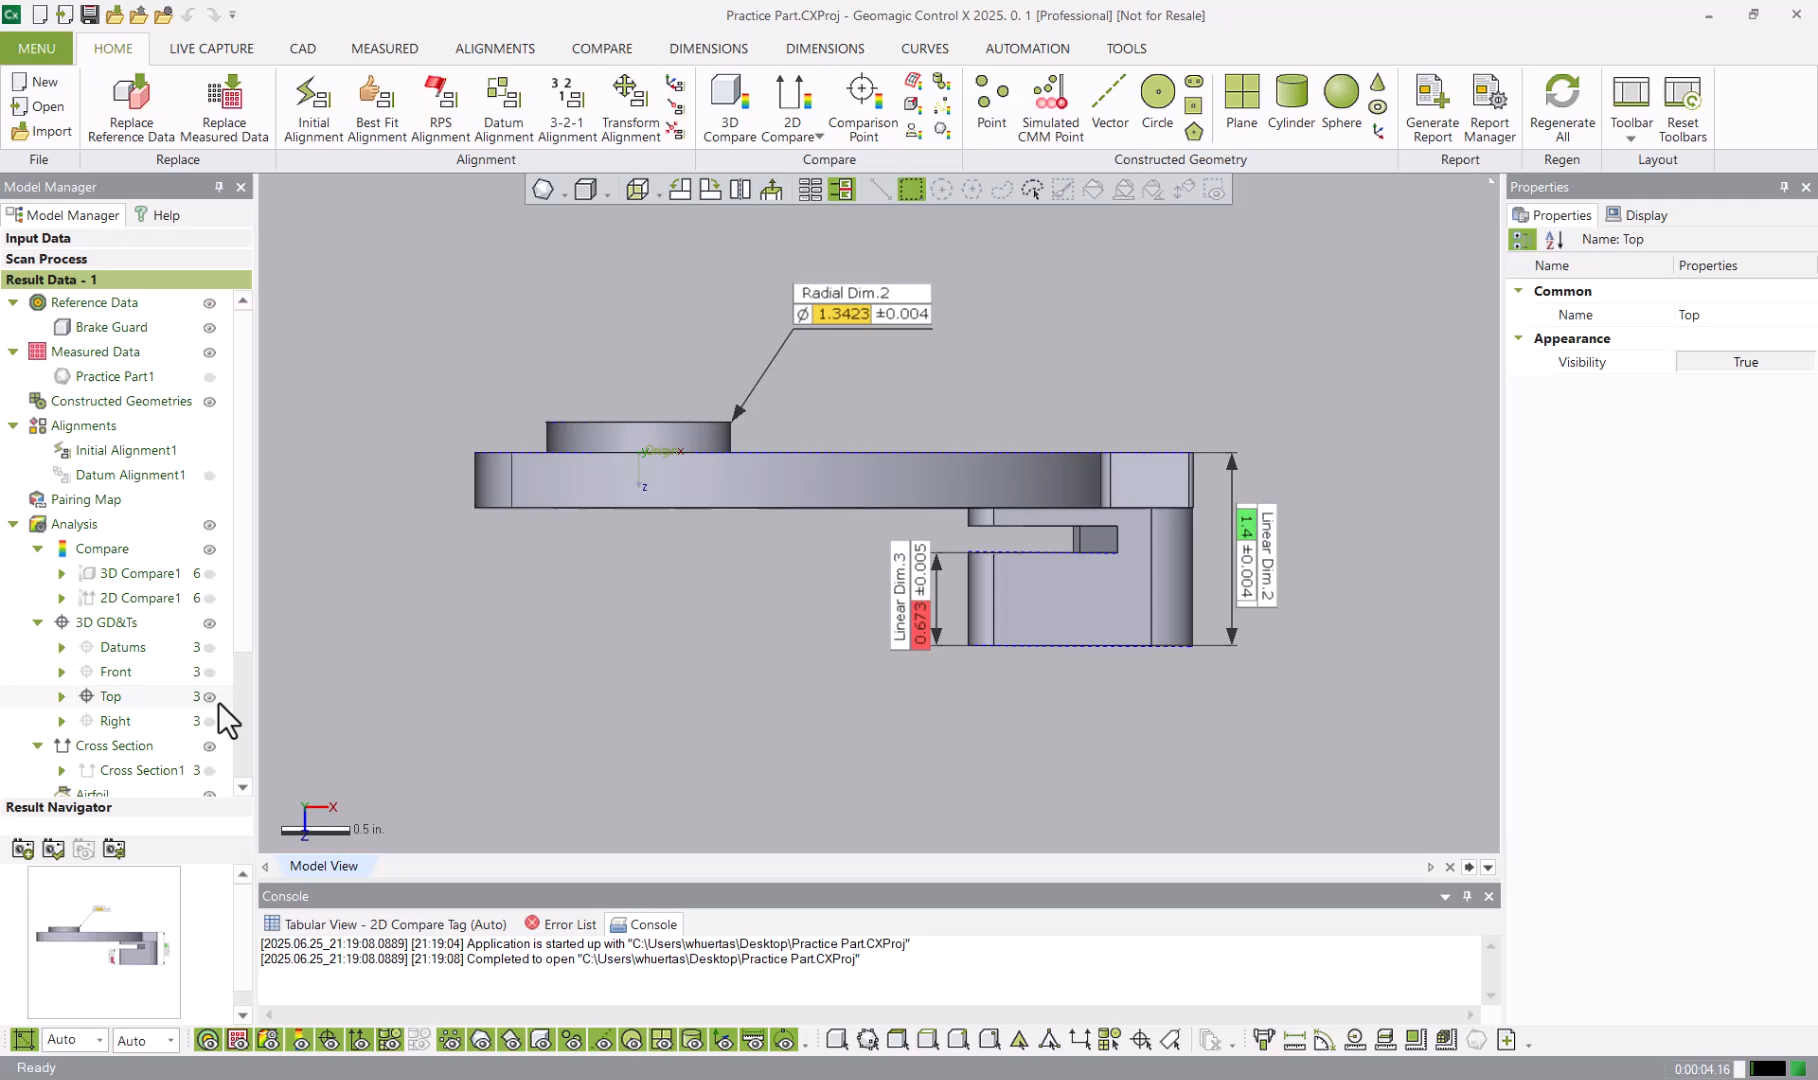 Practice Part.CXProj - Geomagic Control X 2025. 0. 1 [Professional] [Not for Resale]
MENU HOME LIVE CAPTURE CAD MEASURED ALIGNMENTS COMPARE DIMENSIONS DIMENSIONS CURVES AUTOMATION TOOLS
New
Open
Import
Replace Reference Data
Replace Measured Data
Initial Alignment
Best Fit Alignment
RPS Alignment
Datum Alignment
3-2-1 Alignment
Transform Alignment
3D Compare
2D Compare
Comparison Point
Point
Simulated CMM Point
Vector
Circle
Plane
Cylinder
Sphere
Generate Report
Report Manager
Regenerate All
Toolbar
Reset Toolbars
File Replace Alignment Compare Constructed Geometry Report Regen Layout
Model Manager
Model Manager Help
Input Data
Scan Process
Result Data - 1
Reference Data
Brake Guard
Measured Data
Practice Part1
Constructed Geometries
Alignments
Initial Alignment1
Datum Alignment1
Pairing Map
Analysis
Compare
3D Compare1 6
2D Compare1 6
3D GD&Ts
Datums 3
Front 3
Top 3
Right 3
Cross Section
Cross Section1 3
Airfoil
Result Navigator
Radial Dim.2
Ø 1.3423 ±0.004
Origin
y x
z
Linear Dim.3
0.673 ±0.005
Linear Dim.2
1.4 ±0.004
Y X
Z
0.5 in.
Model View
Console
Tabular View - 2D Compare Tag (Auto) Error List Console
[2025.06.25_21:19:08.0889] [21:19:04] Application is started up with "C:\Users\whuertas\Desktop\Practice Part.CXProj"
[2025.06.25_21:19:08.0889] [21:19:08] Completed to open "C:\Users\whuertas\Desktop\Practice Part.CXProj"
Properties
Properties Display
Name: Top
Name Properties
Common
Name Top
Appearance
Visibility True
Auto Auto
Ready
0:00:04.16